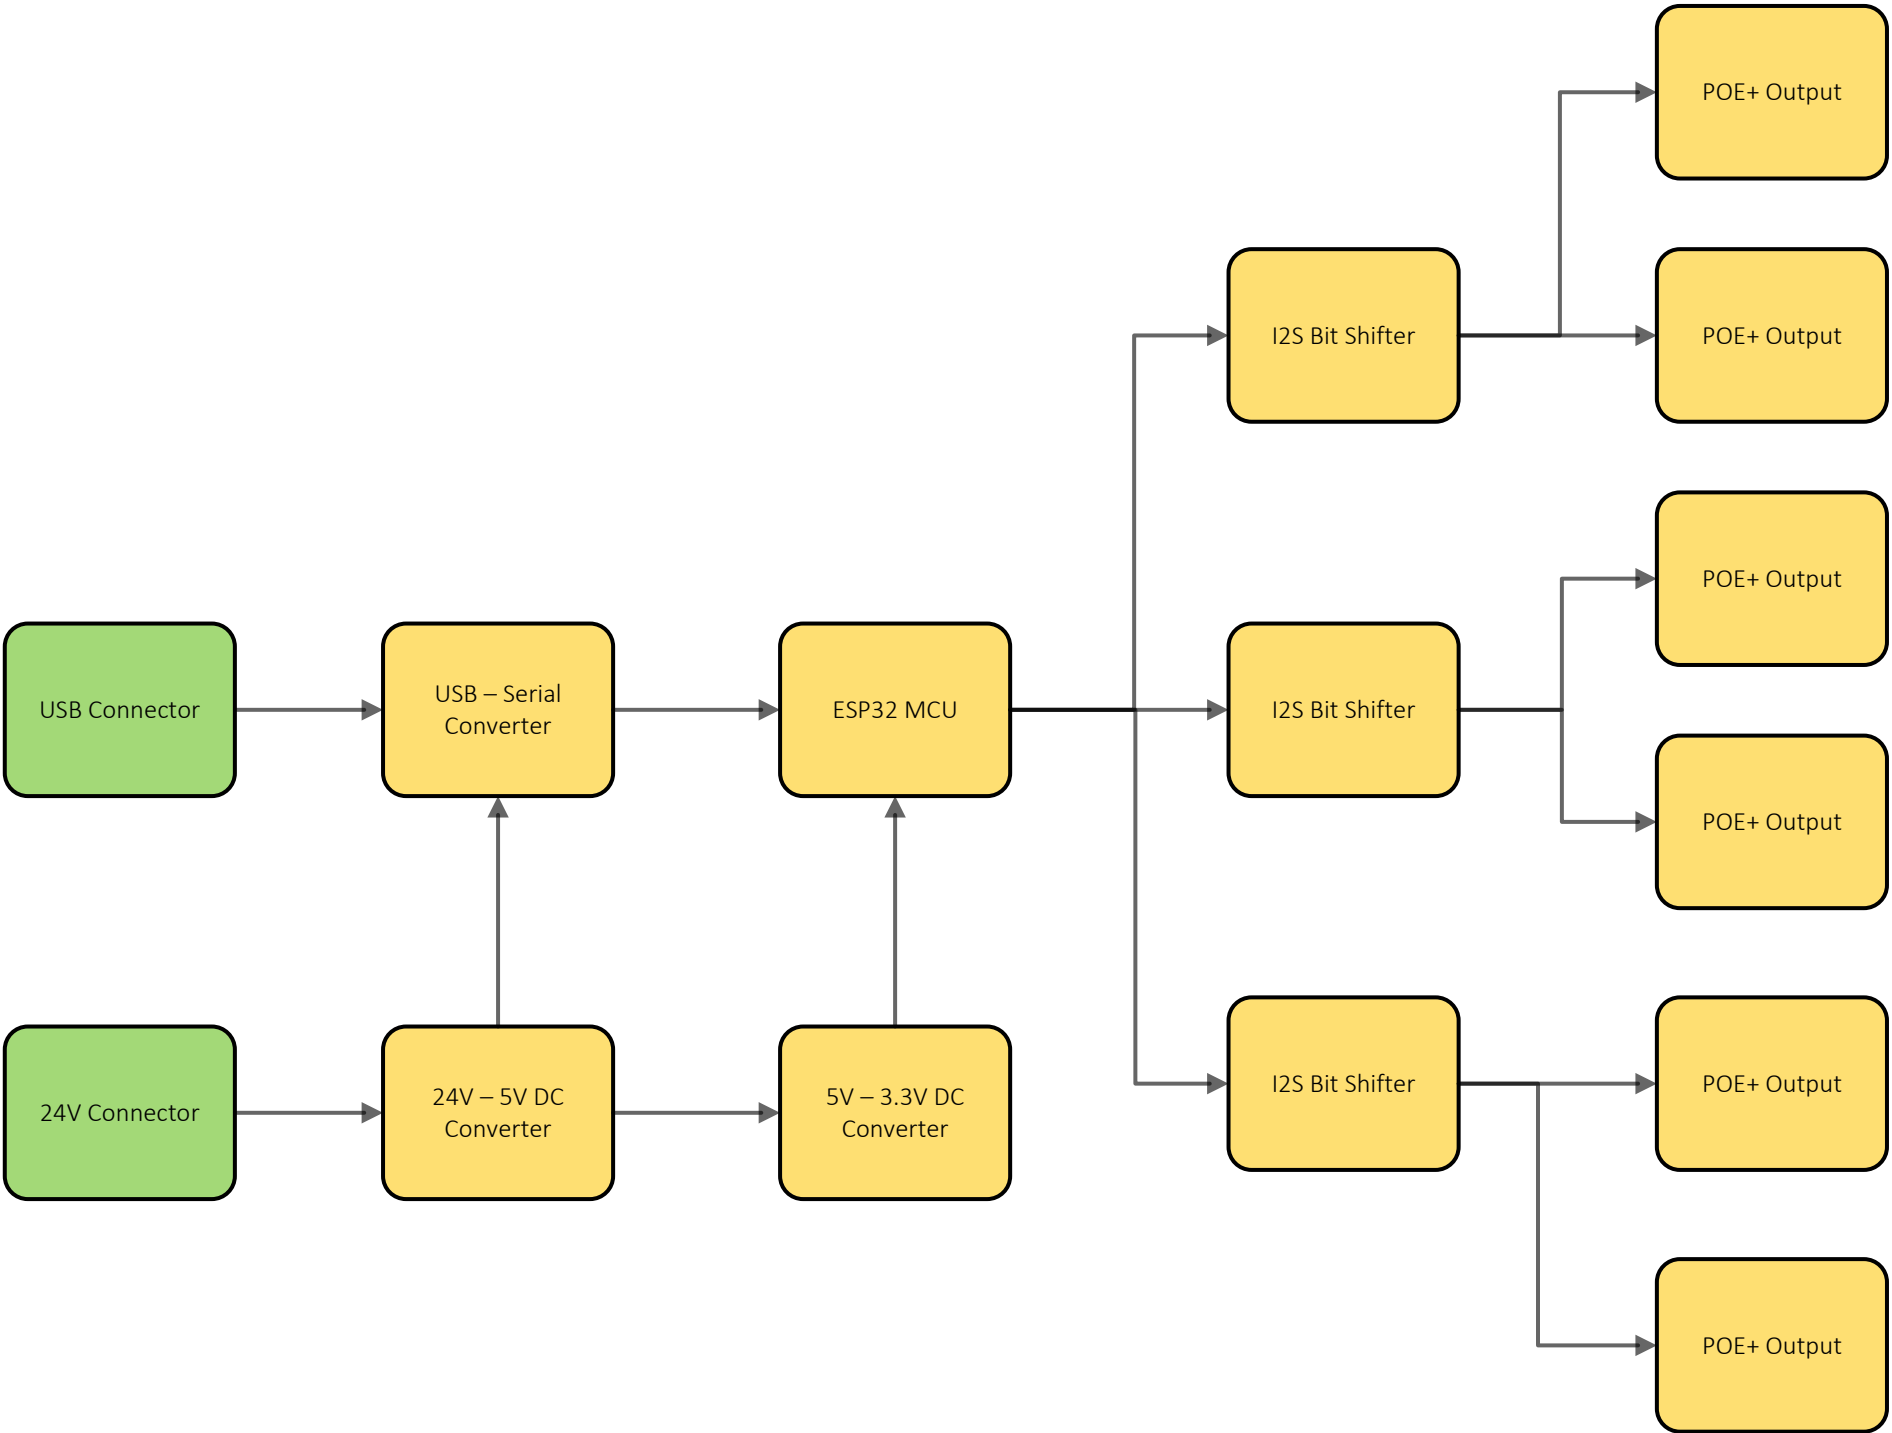 POE+ Output
I2S Bit Shifter
POE+ Output
POE+ Output
USB Connector
USB – Serial
Converter
ESP32 MCU
I2S Bit Shifter
POE+ Output
24V Connector
24V – 5V DC
Converter
5V – 3.3V DC
Converter
I2S Bit Shifter
POE+ Output
POE+ Output